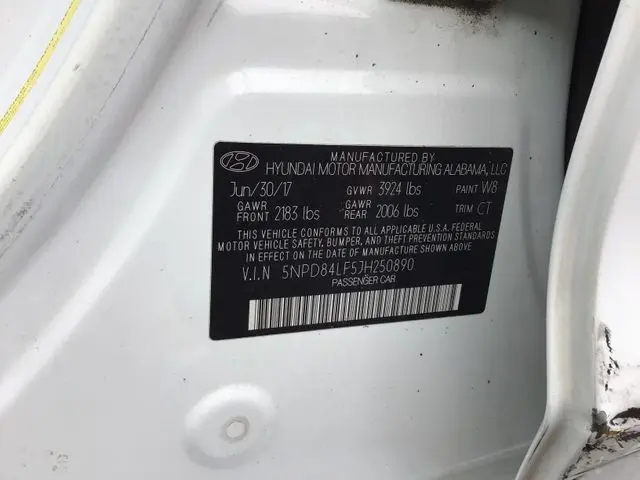 MANUFACTURED BY
HYUNDAI MOTOR MANUFACTURING ALABAMA, LLC
Jun/30/17 GVWR 3924 lbs PAINT W8
GAWR FRONT 2183 lbs GAWR REAR 2006 lbs TRIM CT
THIS VEHICLE CONFORMS TO ALL APPLICABLE U.S.A. FEDERAL
MOTOR VEHICLE SAFETY, BUMPER, AND THEFT PREVENTION STANDARDS
IN EFFECT ON THE DATE OF MANUFACTURE SHOWN ABOVE.
V.I.N 5NPD84LF5JH250890
PASSENGER CAR